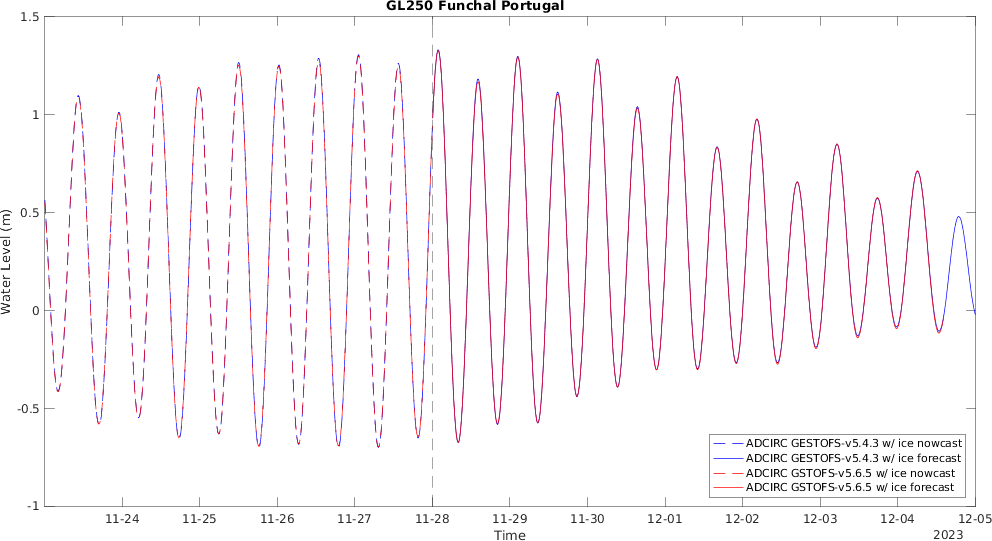 GL250 Funchal Portugal
1.5
1
0.5
0
-0.5
-1
Water Level (m)
11-24 11-25 11-26 11-27 11-28 11-29 11-30 12-01 12-02 12-03 12-04 12-05
Time
2023
ADCIRC GESTOFS-v5.4.3 w/ ice nowcast
ADCIRC GESTOFS-v5.4.3 w/ ice forecast
ADCIRC GSTOFS-v5.6.5 w/ ice nowcast
ADCIRC GSTOFS-v5.6.5 w/ ice forecast